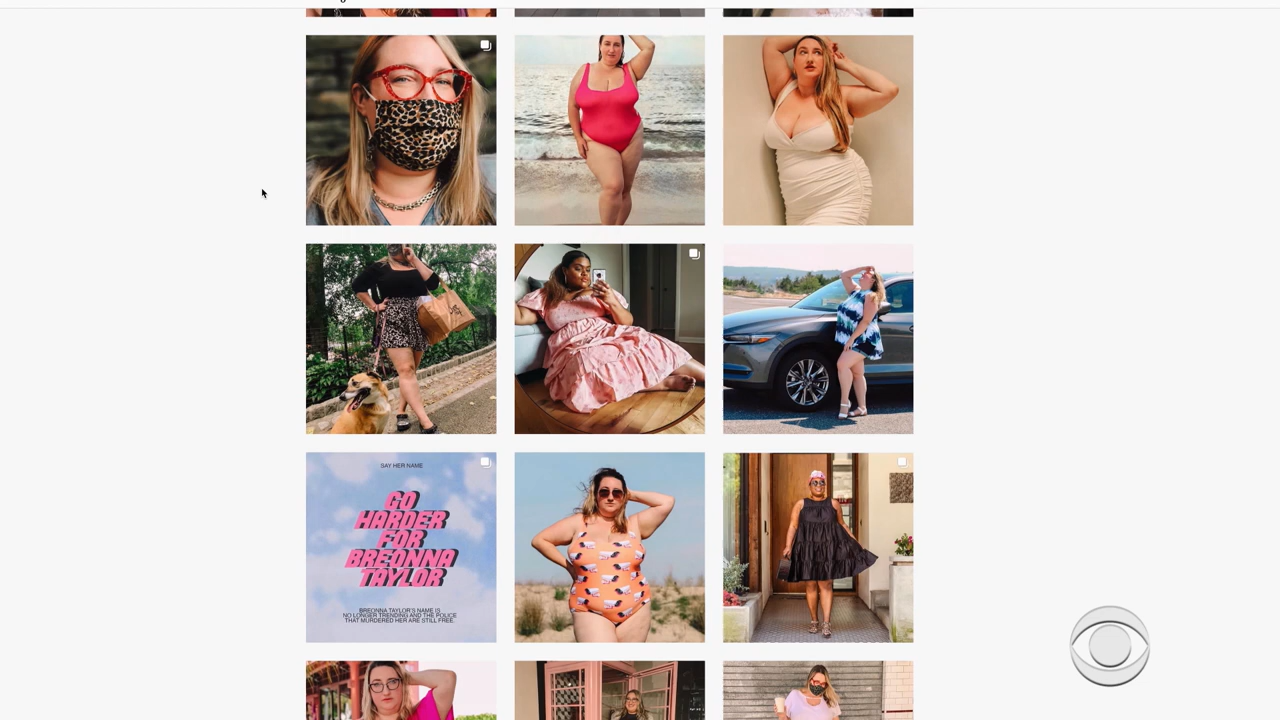 SAY HER NAME
GO
HARDER
FOR
BREONNA
TAYLOR
BREONNA TAYLOR'S NAME IS
NO LONGER TRENDING AND THE POLICE
THAT MURDERED HER ARE STILL FREE.